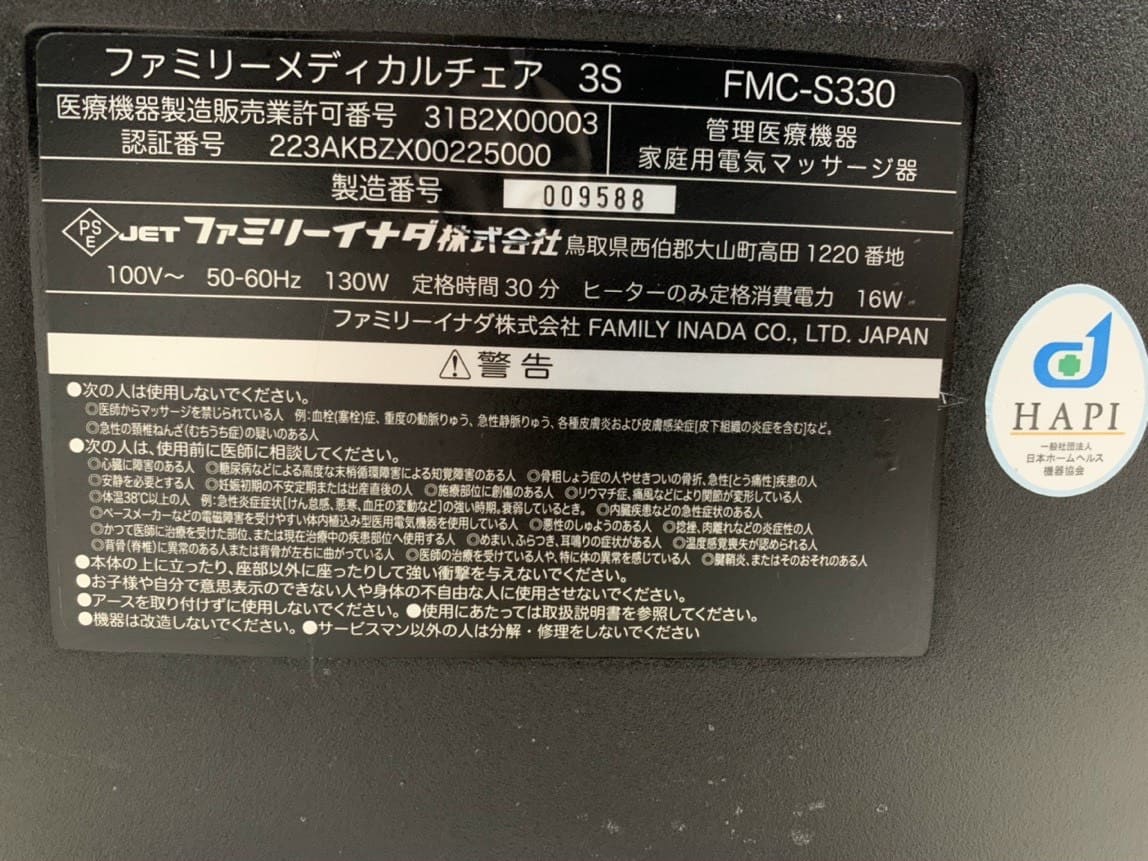 ファミリーメディカルチェア 3S FMC-S330
医療機器製造販売業許可番号 31B2X00003
認証番号 223AKBZX00225000
管理医療機器
家庭用電気マッサージ器
製造番号 009588
PS
E
JET ファミリーイナダ株式会社 鳥取県西伯郡大山町高田 1220 番地
100V～ 50-60Hz 130W 定格時間 30 分 ヒーターのみ定格消費電力 16W
ファミリーイナダ株式会社 FAMILY INADA CO., LTD. JAPAN
⚠警告
●次の人は使用しないでください。
◎医師からマッサージを禁じられている人 例:血栓(塞栓)症、重度の動脈りゅう、急性静脈りゅう、各種皮膚炎および皮膚感染症[皮下組織の炎症を含む]など。
◎急性の頚椎ねんざ(むちうち症)の疑いのある人
●次の人は、使用前に医師に相談してください。
◎心臓に障害のある人 ◎糖尿病などによる高度な末梢循環障害による知覚障害のある人 ◎骨粗しょう症の人やせきついの骨折、急性[とう痛性]疾患の人
◎安静を必要とする人 ◎妊娠初期の不安定期または出産直後の人 ◎施療部位に創傷のある人 ◎リウマチ症、痛風などにより関節が変形している人
◎体温38℃以上の人 例:急性炎症症状[けん怠感、悪寒、血圧の変動など]の強い時期。衰弱しているとき。 ◎内臓疾患などの急性症状のある人
◎ペースメーカーなどの電磁障害を受けやすい体内植込み型医用電気機器を使用している人 ◎悪性のしゅようのある人 ◎捻挫、肉離れなどの炎症性の人
◎かつて医師に治療を受けた部位、または現在治療中の疾患部位へ使用する人 ◎めまい、ふらつき、耳鳴りの症状がある人 ◎温度感覚喪失が認められる人
◎背骨(脊椎)に異常のある人または背骨が左右に曲がっている人 ◎医師の治療を受けている人や、特に体の異常を感じている人 ◎腱鞘炎、またはそのおそれのある人
●本体の上に立ったり、座部以外に座ったりして強い衝撃を与えないでください。
●お子様や自分で意思表示のできない人や身体の不自由な人に使用させないでください。
●アースを取り付けずに使用しないでください。 ●使用にあたっては取扱説明書を参照してください。
●機器は改造しないでください。 ●サービスマン以外の人は分解・修理をしないでください
HAPI
一般社団法人
日本ホームヘルス
機器協会